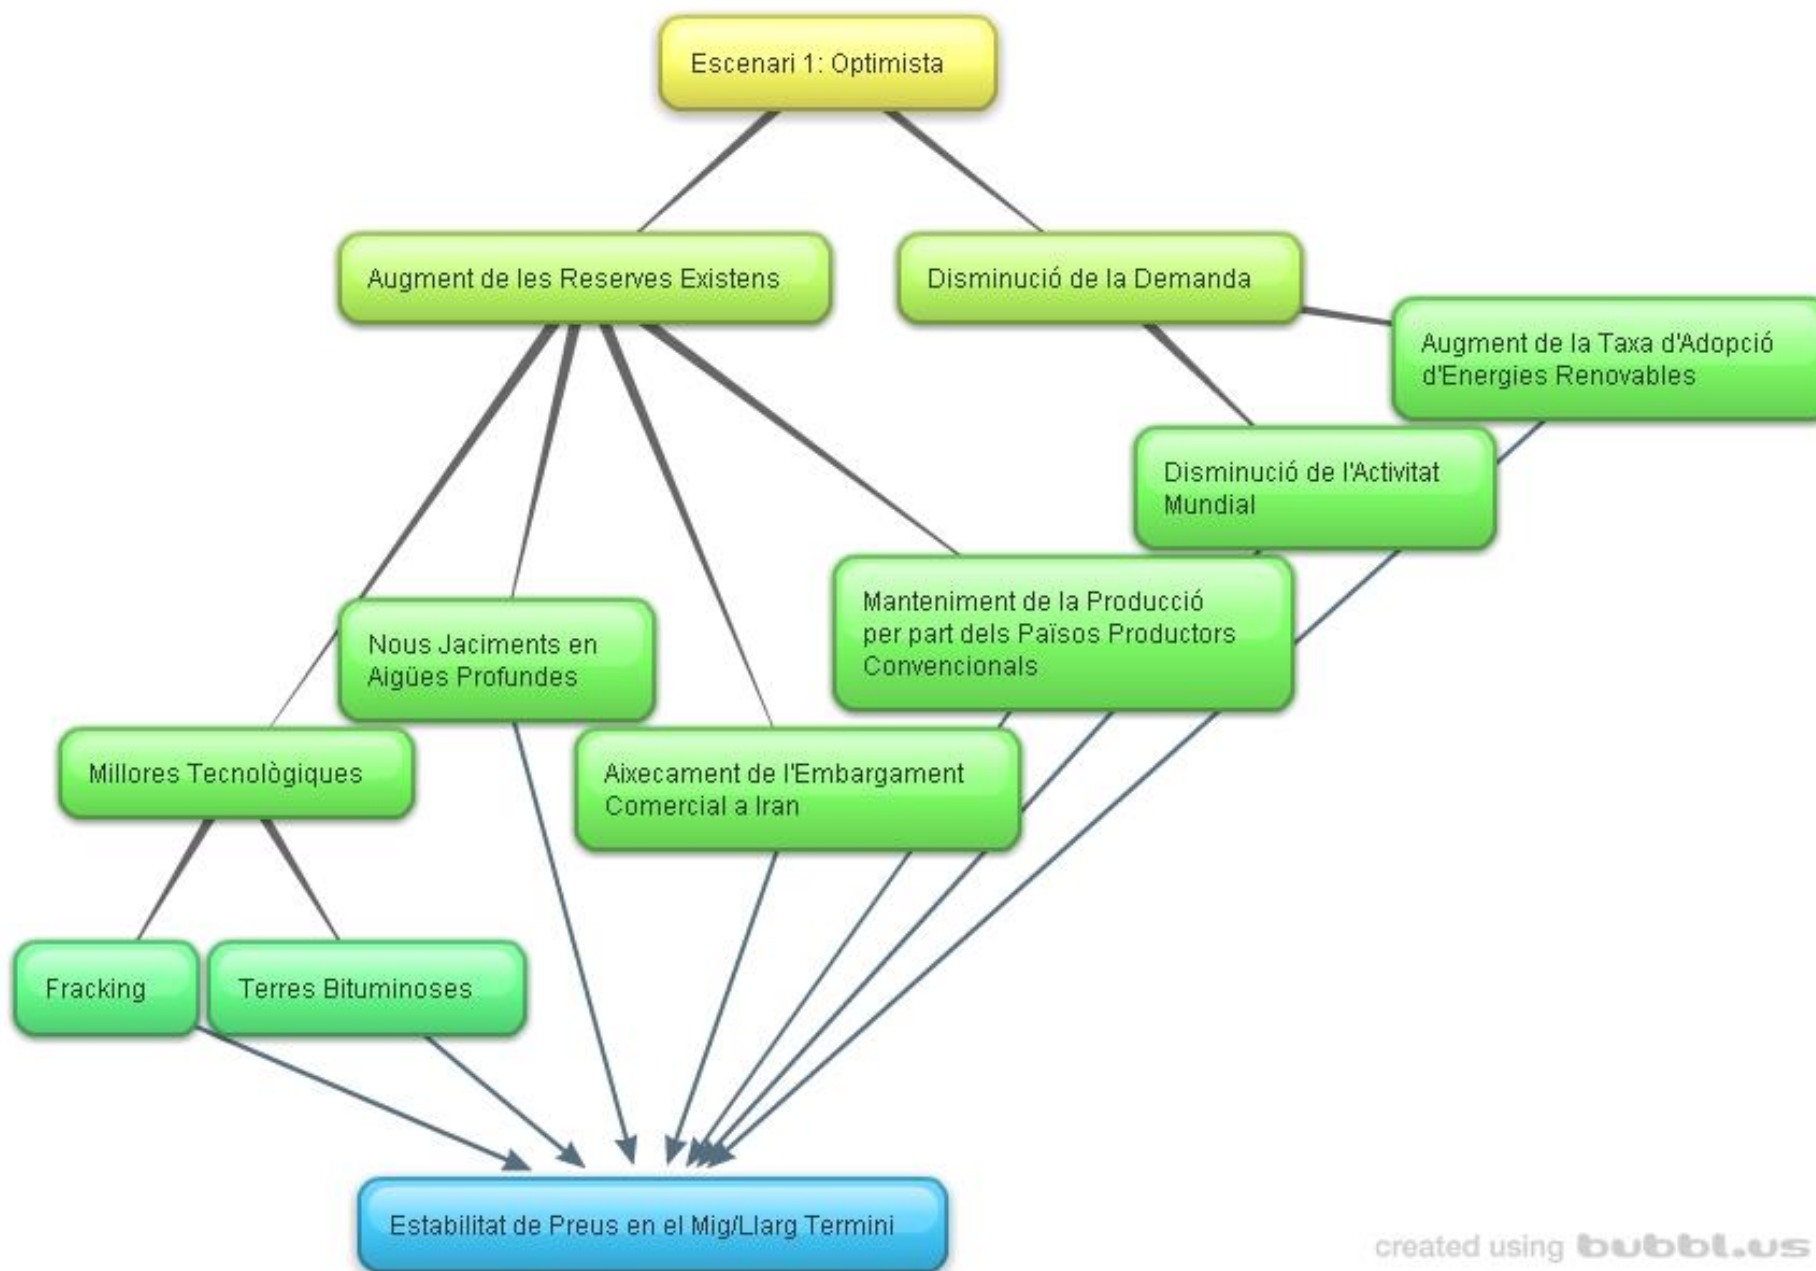 Escenari 1: Optimista
Augment de les Reserves Existens
Disminució de la Demanda
Augment de la Taxa d'Adopció
d'Energies Renovables
Disminució de l'Activitat
Mundial
Manteniment de la Producció
per part dels Països Productors
Convencionals
Nous Jaciments en
Aigües Profundes
Millores Tecnològiques
Aixecament de l'Embargament
Comercial a Iran
Fracking
Terres Bituminoses
Estabilitat de Preus en el Mig/Llarg Termini
created using bubbl.us